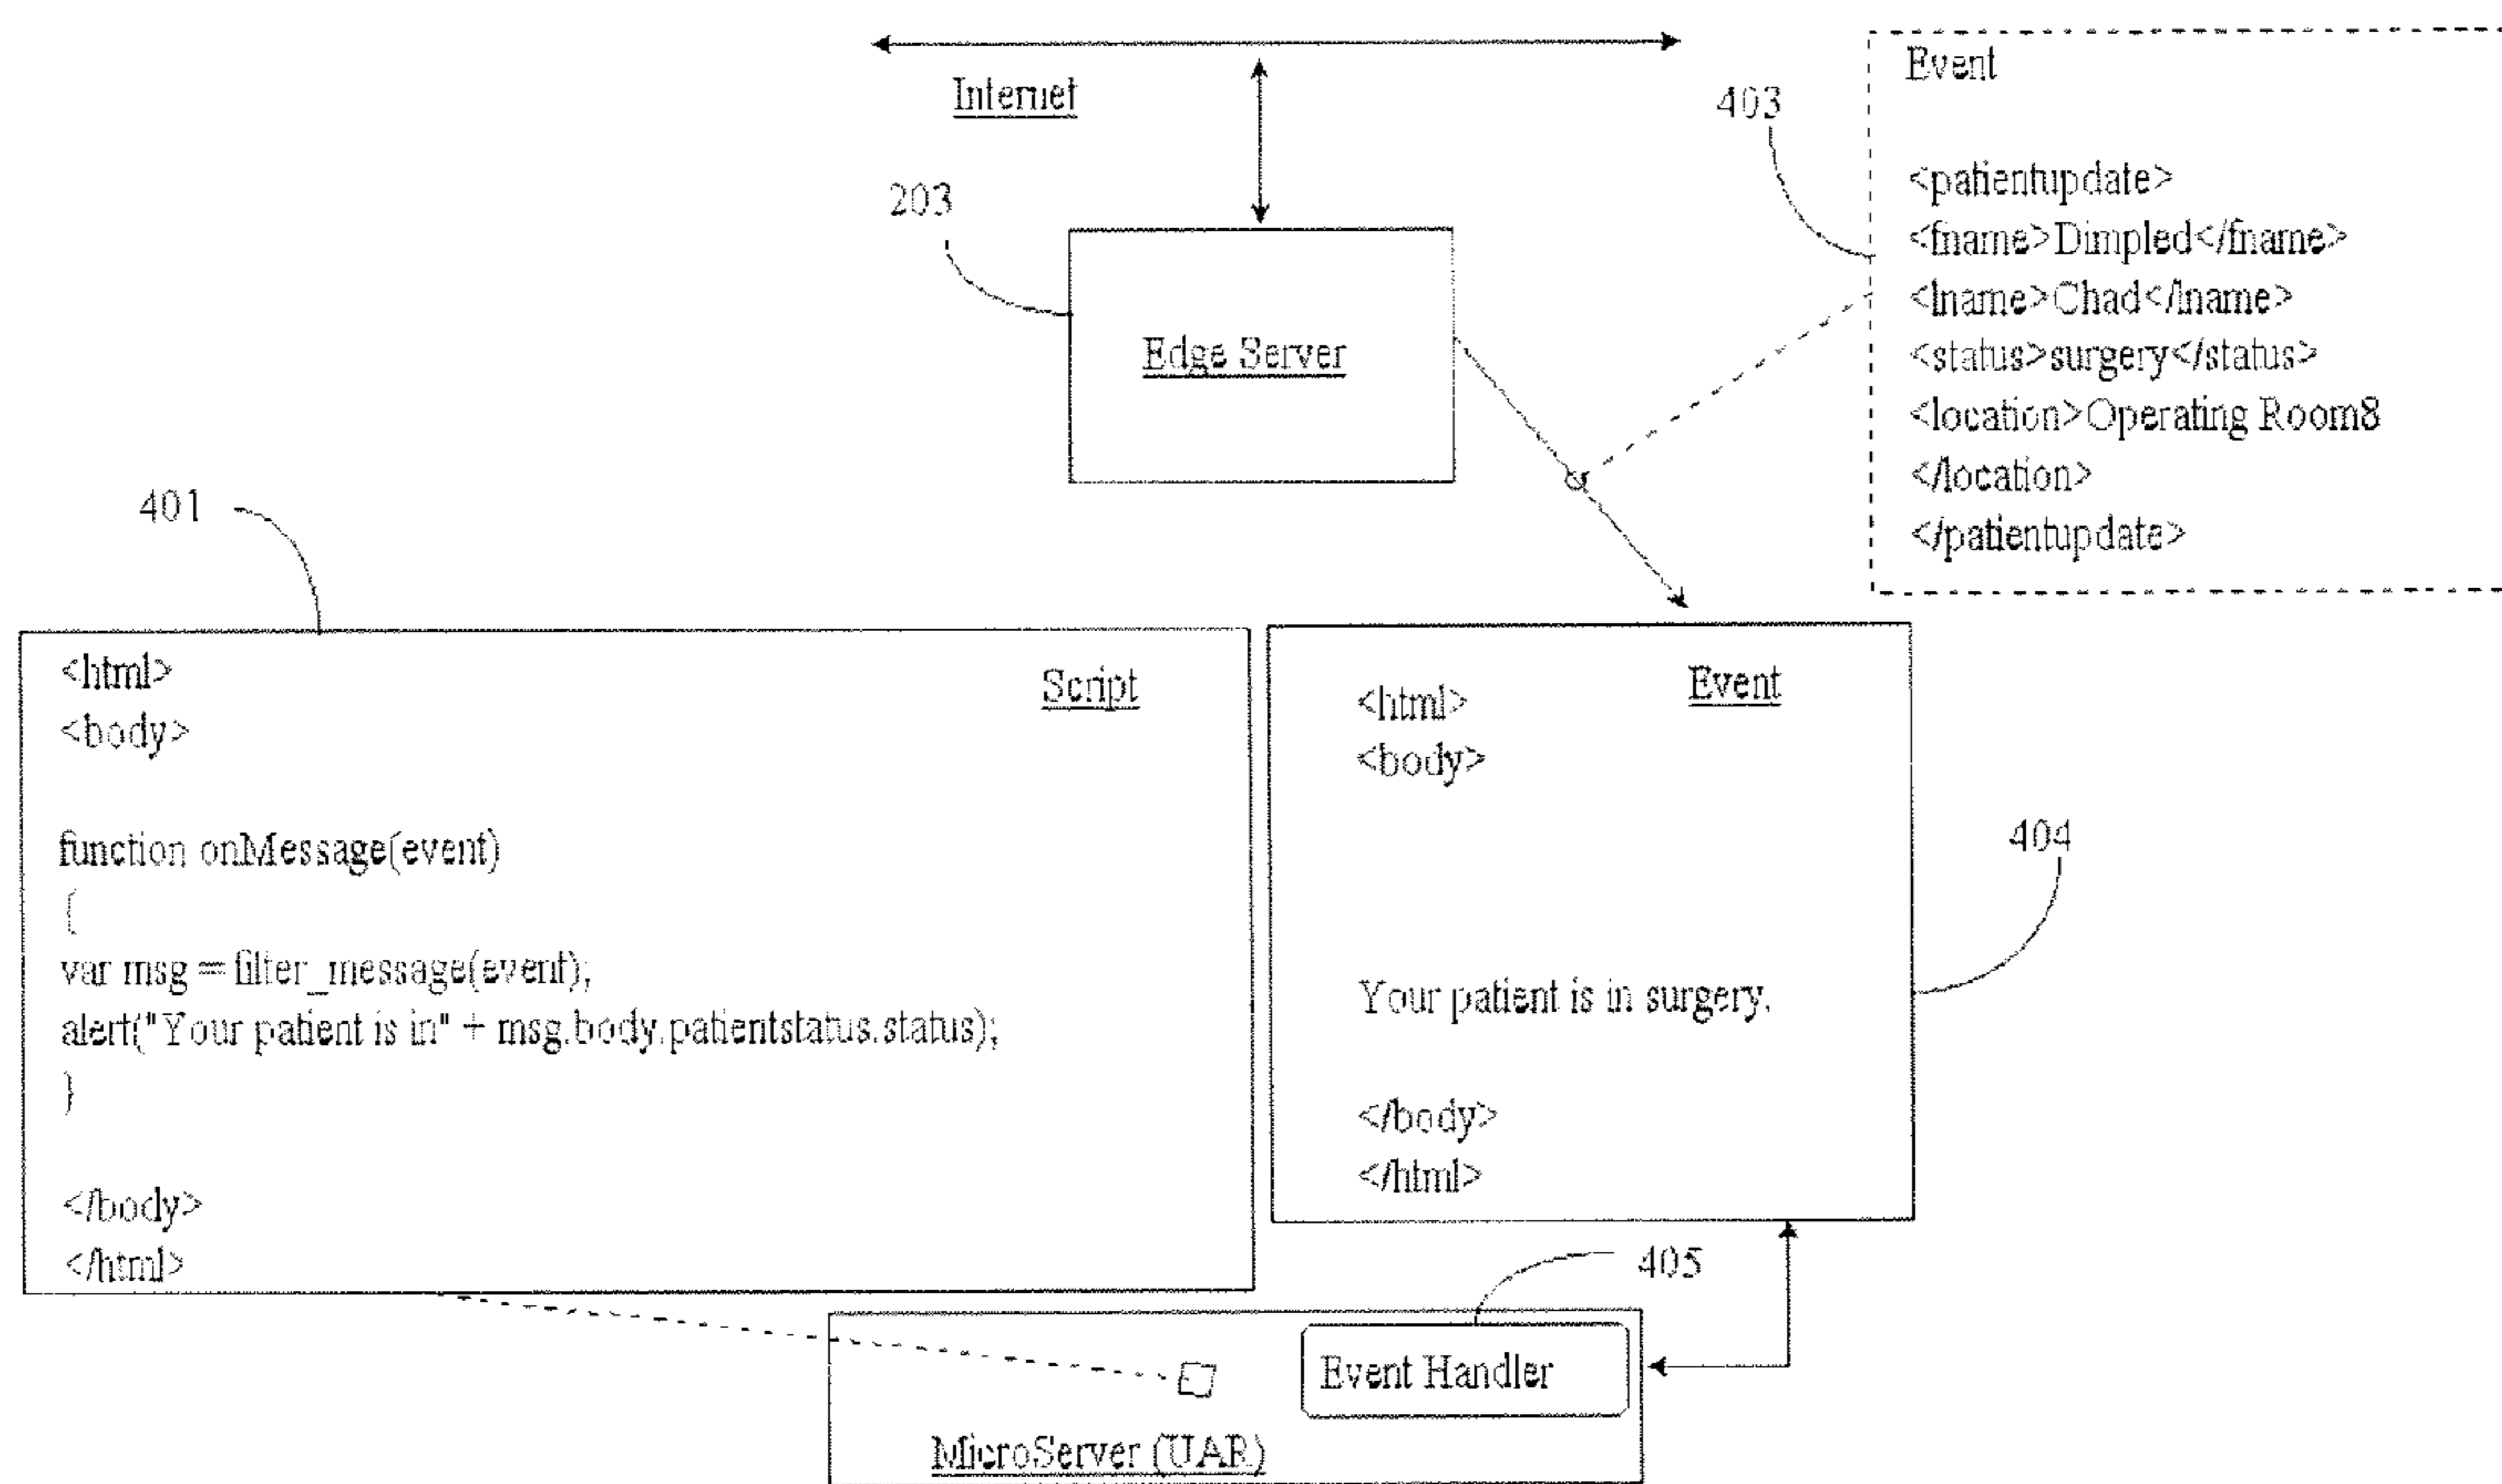 Internet
203
Edge Server
403
Event
<patientupdate>
<fname>Dimpled</fname>
<lname>Chad</lname>
<status>surgery</status>
<location>Operating Room8
</location>
</patientupdate>
401
<html>
Script
<body>
function onMessage(event)
{
var msg = filter_message(event);
alert("Your patient is in" + msg.body.patientstatus.status);
}
</body>
</html>
Event
<html>
<body>
Your patient is in surgery.
</body>
</html>
404
405
Event Handler
MicroServer (UAR)